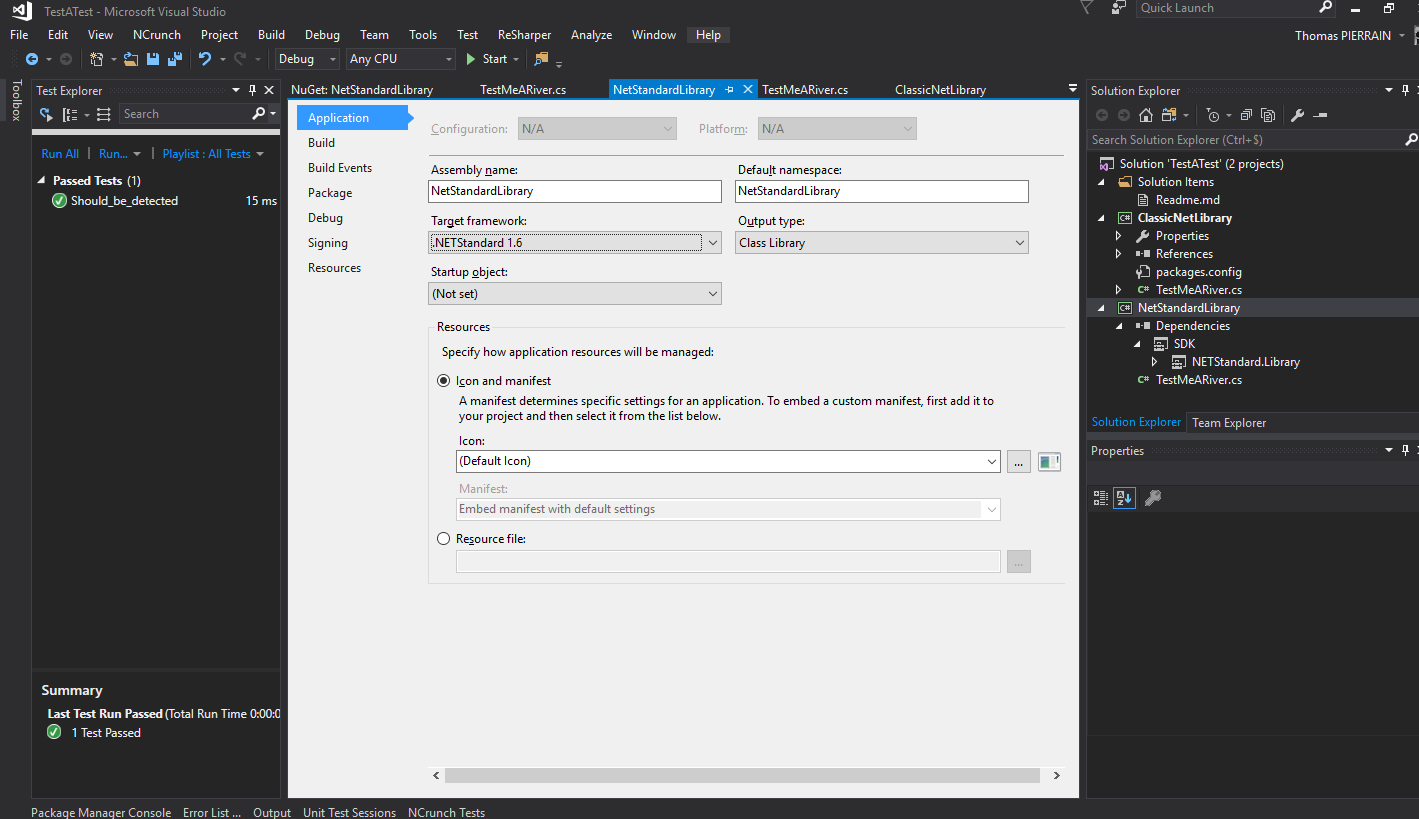 TestATest - Microsoft Visual Studio
Quick Launch
File Edit View NCrunch Project Build Debug Team Tools Test ReSharper Analyze Window Help
Thomas PIERRAIN
Debug Any CPU Start
Toolbox
Test Explorer
Search
Run All | Run... | Playlist : All Tests
Passed Tests (1)
Should_be_detected 15 ms
Summary
Last Test Run Passed (Total Run Time 0:00:0
1 Test Passed
NuGet: NetStandardLibrary TestMeARiver.cs NetStandardLibrary TestMeARiver.cs ClassicNetLibrary
Application
Build
Build Events
Package
Debug
Signing
Resources
Configuration: N/A Platform: N/A
Assembly name: Default namespace:
NetStandardLibrary NetStandardLibrary
Target framework: Output type:
.NETStandard 1.6 Class Library
Startup object:
(Not set)
Resources
Specify how application resources will be managed:
Icon and manifest
A manifest determines specific settings for an application. To embed a custom manifest, first add it to
your project and then select it from the list below.
Icon:
(Default Icon) ...
Manifest:
Embed manifest with default settings
Resource file:
...
Solution Explorer
Search Solution Explorer (Ctrl+$)
Solution 'TestATest' (2 projects)
Solution Items
Readme.md
C# ClassicNetLibrary
Properties
References
packages.config
C# TestMeARiver.cs
C# NetStandardLibrary
Dependencies
SDK
NETStandard.Library
C# TestMeARiver.cs
Solution Explorer Team Explorer
Properties
Package Manager Console Error List ... Output Unit Test Sessions NCrunch Tests